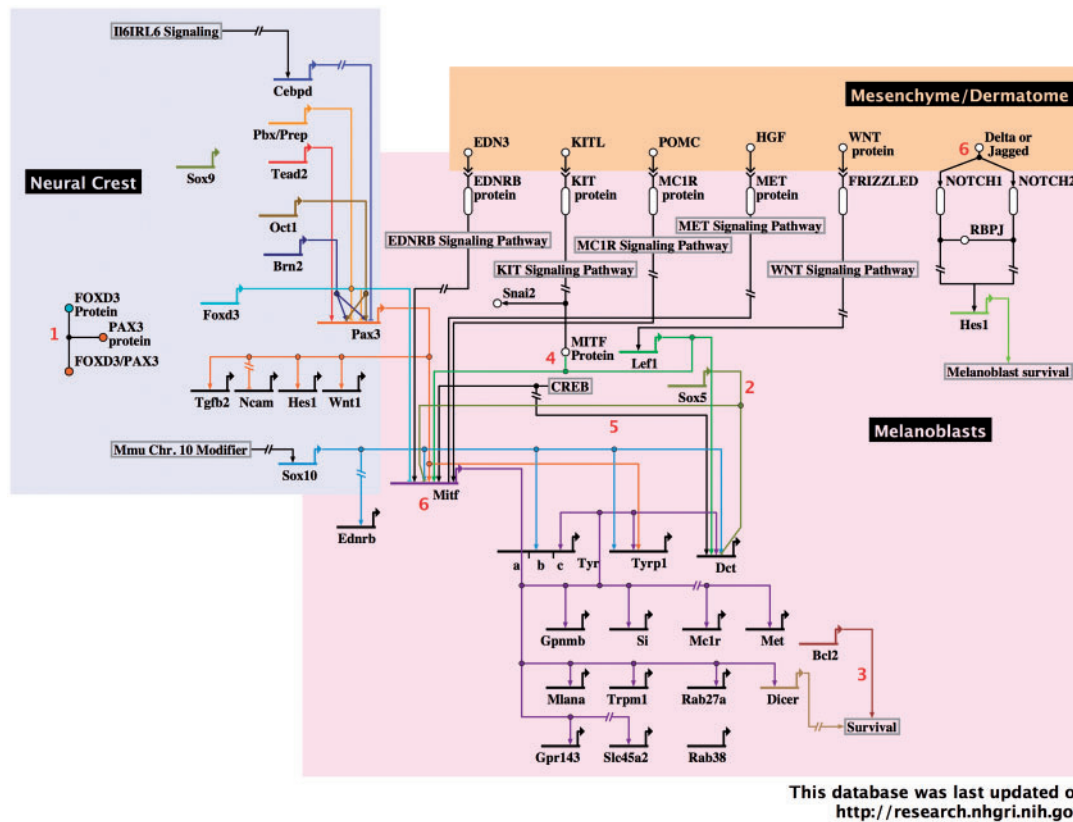 Il6IRL6 Signaling
Cebpd
Pbx/Prep
Tead2
Sox9
Neural Crest
Oct1
Brn2
FOXD3
Protein
1
PAX3
protein
FOXD3/PAX3
Foxd3
Pax3
Tgfb2
Ncam
Hes1
Wnt1
Mmu Chr. 10 Modifier
Sox10
Ednrb
Mesenchyme/Dermatome
EDN3
KITL
POMC
HGF
WNT
protein
6
Delta or
Jagged
EDNRB
protein
KIT
protein
MC1R
protein
MET
protein
FRIZZLED
NOTCH1
NOTCH2
RBPJ
EDNRB Signaling Pathway
KIT Signaling Pathway
MC1R Signaling Pathway
MET Signaling Pathway
WNT Signaling Pathway
Snai2
MITF
Protein
4
Lef1
Hes1
Melanoblast survival
CREB
Sox5
2
5
Melanoblasts
Mitf
6
a
b
c
Tyr
Tyrp1
Dct
Gpnmb
Si
Mc1r
Met
Bcl2
3
Mlana
Trpm1
Rab27a
Dicer
Survival
Gpr143
Slc45a2
Rab38
This database was last updated o
http://research.nhgri.nih.go